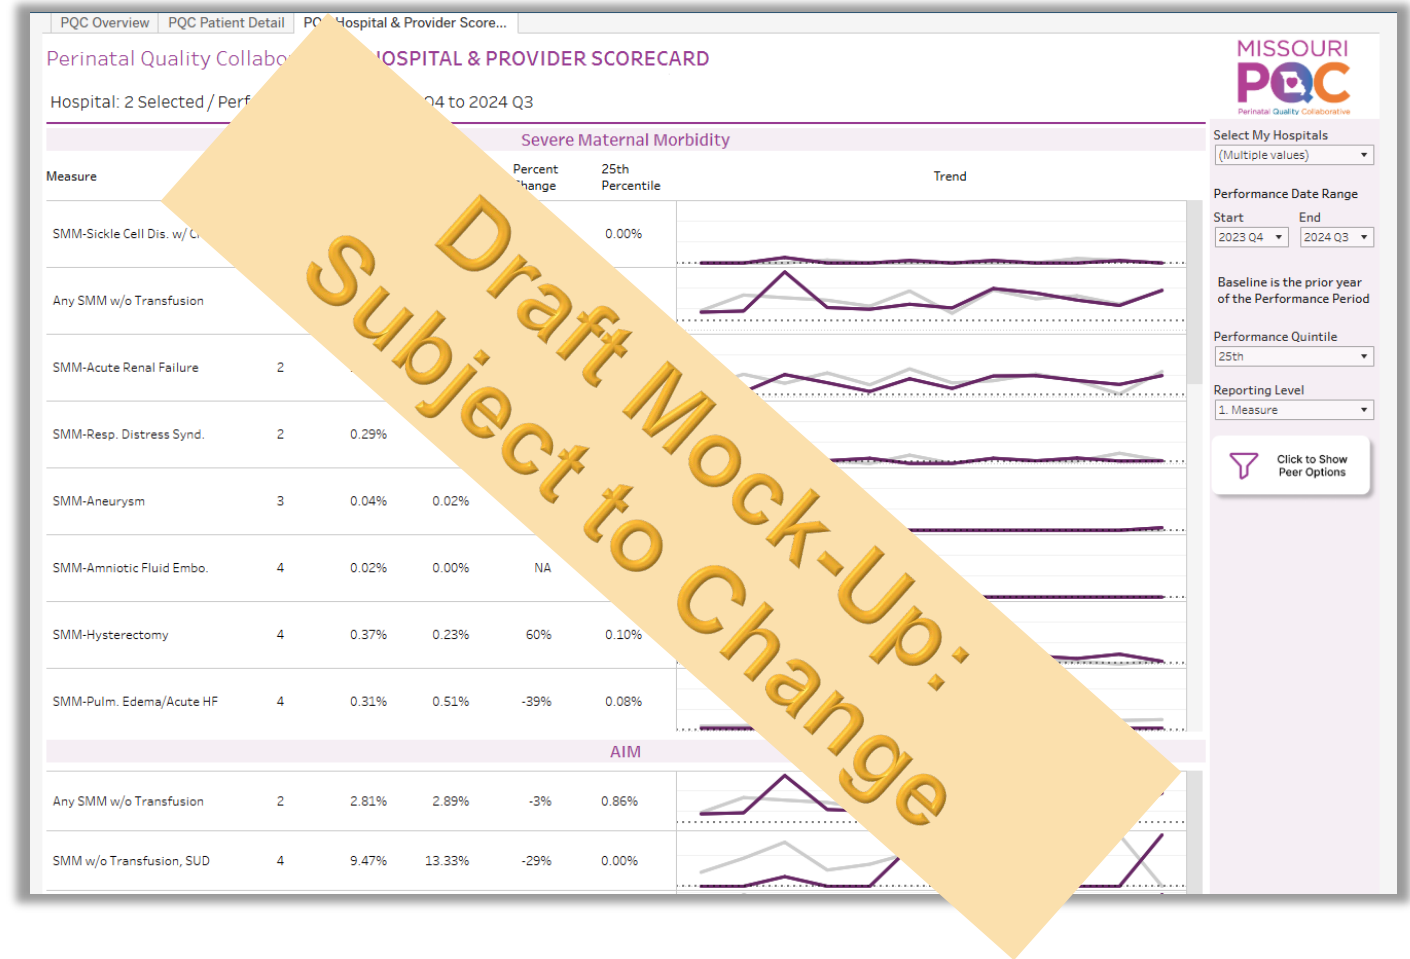 PQC Overview
PQC Patient Detail
Hospital & Provider Score...
Perinatal Quality
HOSPITAL & PROVIDER SCORECARD
Hospital: 2 Selected /
to 2024 Q3
MISSOURI
PQC
Perinatal Quality Collaborative
Severe Maternal Morbidity
Measure
Percent
Change
25th
Percentile
Trend
SMM-Sickle Cell Dis. w/
0.00%
Any SMM w/o Transfusion
SMM-Acute Renal Failure 2
SMM-Resp. Distress Synd. 2 0.29%
SMM-Aneurysm 3 0.04% 0.02%
SMM-Amniotic Fluid Embo. 4 0.02% 0.00% NA
SMM-Hysterectomy 4 0.37% 0.23% 60% 0.10%
SMM-Pulm. Edema/Acute HF 4 0.31% 0.51% -39% 0.08%
AIM
Any SMM w/o Transfusion 2 2.81% 2.89% -3% 0.86%
SMM w/o Transfusion, SUD 4 9.47% 13.33% -29% 0.00%
Select My Hospitals
(Multiple values)
Performance Date Range
Start End
2023 Q4 2024 Q3
Baseline is the prior year
of the Performance Period
Performance Quintile
25th
Reporting Level
1. Measure
Click to Show
Peer Options
Draft Mock-Up:
Subject to Change